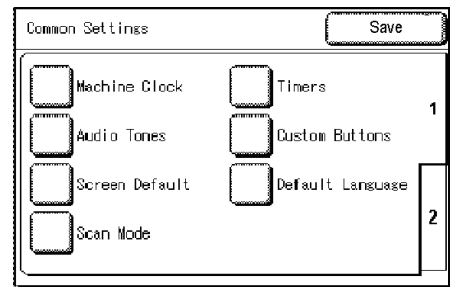 Common Settings
Save
Machine Clock
Timers
1
Audio Tones
Custom Buttons
Screen Default
Default Language
2
Scan Mode